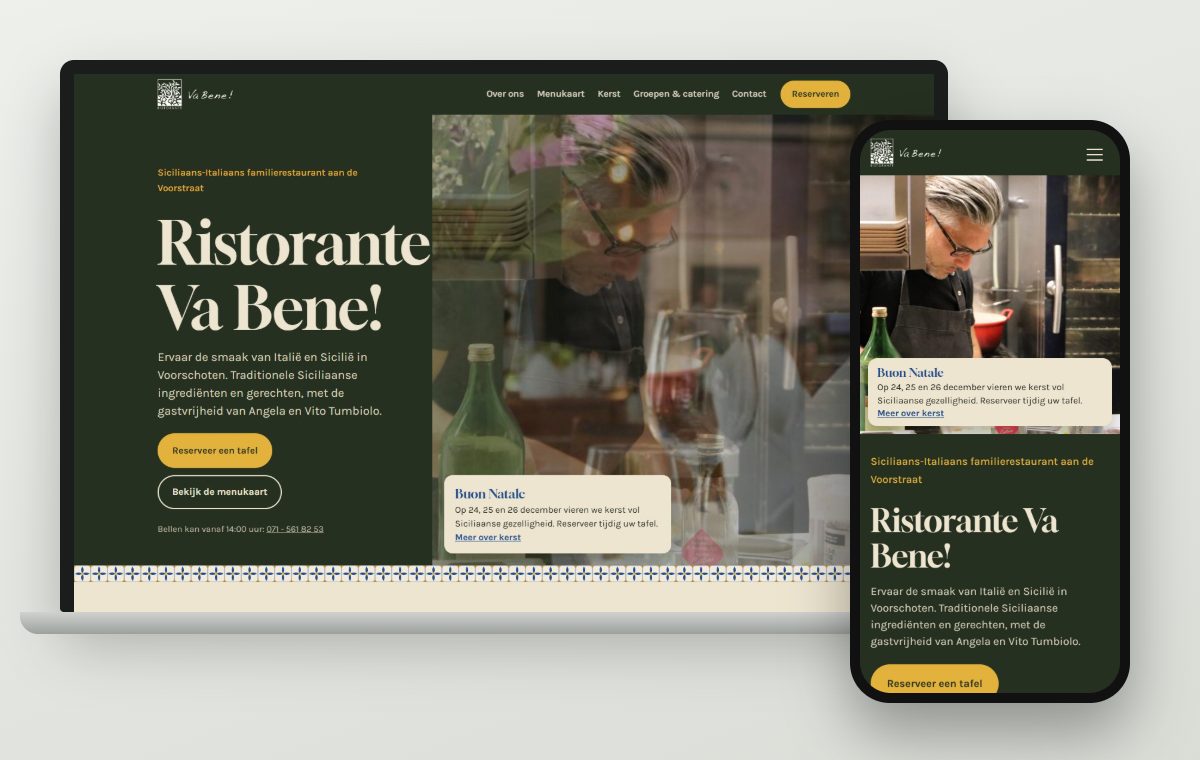 Va Bene!
Over ons Menukaart Kerst Groepen & catering Contact Reserveren
Siciliaans-Italiaans familierestaurant aan de
Voorstraat
Ristorante
Va Bene!
Ervaar de smaak van Italië en Sicilië in
Voorschoten. Traditionele Siciliaanse
ingrediënten en gerechten, met de
gastvrijheid van Angela en Vito Tumbiolo.
Reserveer een tafel
Bekijk de menukaart
Bellen kan vanaf 14:00 uur: 071 - 561 82 53
Buon Natale
Op 24, 25 en 26 december vieren we kerst vol
Siciliaanse gezelligheid. Reserveer tijdig uw tafel.
Meer over kerst
Va Bene!
Buon Natale
Op 24, 25 en 26 december vieren we kerst vol
Siciliaanse gezelligheid. Reserveer tijdig uw tafel.
Meer over kerst
Siciliaans-Italiaans familierestaurant aan de
Voorstraat
Ristorante Va
Bene!
Ervaar de smaak van Italië en Sicilië in
Voorschoten. Traditionele Siciliaanse
ingrediënten en gerechten, met de
gastvrijheid van Angela en Vito Tumbiolo.
Reserveer een tafel